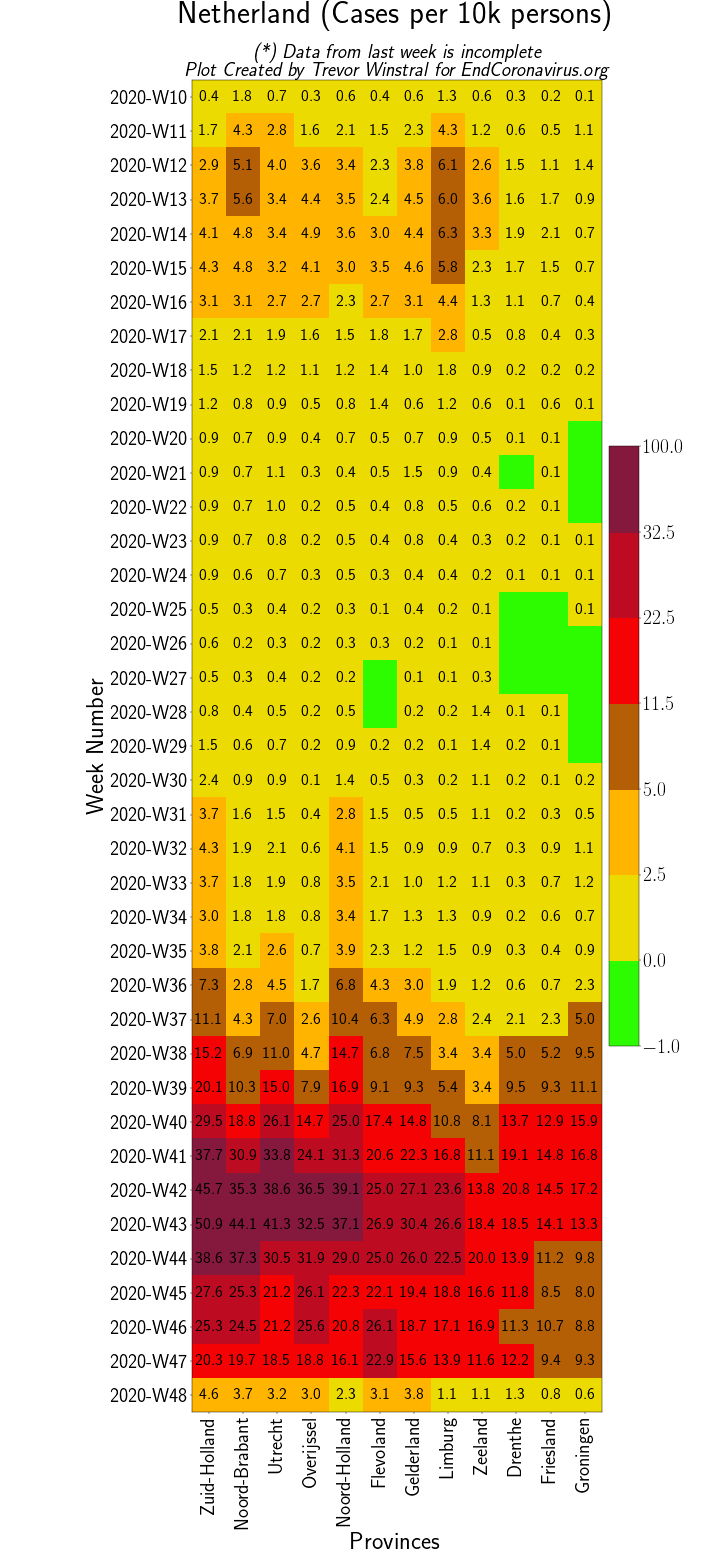 Netherland (Cases per 10k persons)
(*) Data from last week is incomplete
Plot Created by Trevor Winstral for EndCoronavirus.org
2020-W10 0.4 1.8 0.7 0.3 0.6 0.4 0.6 1.3 0.6 0.3 0.2 0.1
2020-W11 1.7 4.3 2.8 1.6 2.1 1.5 2.3 4.3 1.2 0.6 0.5 1.1
2020-W12 2.9 5.1 4.0 3.6 3.4 2.3 3.8 6.1 2.6 1.5 1.1 1.4
2020-W13 3.7 5.6 3.4 4.4 3.5 2.4 4.5 6.0 3.6 1.6 1.7 0.9
2020-W14 4.1 4.8 3.4 4.9 3.6 3.0 4.4 6.3 3.3 1.9 2.1 0.7
2020-W15 4.3 4.8 3.2 4.1 3.0 3.5 4.6 5.8 2.3 1.7 1.5 0.7
2020-W16 3.1 3.1 2.7 2.7 2.3 2.7 3.1 4.4 1.3 1.1 0.7 0.4
2020-W17 2.1 2.1 1.9 1.6 1.5 1.8 1.7 2.8 0.5 0.8 0.4 0.3
2020-W18 1.5 1.2 1.2 1.1 1.2 1.4 1.0 1.8 0.9 0.2 0.2 0.2
2020-W19 1.2 0.8 0.9 0.5 0.8 1.4 0.6 1.2 0.6 0.1 0.6 0.1
2020-W20 0.9 0.7 0.9 0.4 0.7 0.5 0.7 0.9 0.5 0.1 0.1
2020-W21 0.9 0.7 1.1 0.3 0.4 0.5 1.5 0.9 0.4 0.1
2020-W22 0.9 0.7 1.0 0.2 0.5 0.4 0.8 0.5 0.6 0.2 0.1
2020-W23 0.9 0.7 0.8 0.2 0.5 0.4 0.8 0.4 0.3 0.2 0.1 0.1
2020-W24 0.9 0.6 0.7 0.3 0.5 0.3 0.4 0.4 0.2 0.1 0.1 0.1
2020-W25 0.5 0.3 0.4 0.2 0.3 0.1 0.4 0.2 0.1 0.1
2020-W26 0.6 0.2 0.3 0.2 0.3 0.3 0.2 0.1 0.1
2020-W27 0.5 0.3 0.4 0.2 0.2 0.1 0.1 0.3
2020-W28 0.8 0.4 0.5 0.2 0.5 0.2 0.2 1.4 0.1 0.1
2020-W29 1.5 0.6 0.7 0.2 0.9 0.2 0.2 0.1 1.4 0.2 0.1
2020-W30 2.4 0.9 0.9 0.1 1.4 0.5 0.3 0.2 1.1 0.2 0.1 0.2
2020-W31 3.7 1.6 1.5 0.4 2.8 1.5 0.5 0.5 1.1 0.2 0.3 0.5
2020-W32 4.3 1.9 2.1 0.6 4.1 1.5 0.9 0.9 0.7 0.3 0.9 1.1
2020-W33 3.7 1.8 1.9 0.8 3.5 2.1 1.0 1.2 1.1 0.3 0.7 1.2
2020-W34 3.0 1.8 1.8 0.8 3.4 1.7 1.3 1.3 0.9 0.2 0.6 0.7
2020-W35 3.8 2.1 2.6 0.7 3.9 2.3 1.2 1.5 0.9 0.3 0.4 0.9
2020-W36 7.3 2.8 4.5 1.7 6.8 4.3 3.0 1.9 1.2 0.6 0.7 2.3
2020-W37 11.1 4.3 7.0 2.6 10.4 6.3 4.9 2.8 2.4 2.1 2.3 5.0
2020-W38 15.2 6.9 11.0 4.7 14.7 6.8 7.5 3.4 3.4 5.0 5.2 9.5
2020-W39 20.1 10.3 15.0 7.9 16.9 9.1 9.3 5.4 3.4 9.5 9.3 11.1
2020-W40 29.5 18.8 26.1 14.7 25.0 17.4 14.8 10.8 8.1 13.7 12.9 15.9
2020-W41 37.7 30.9 33.8 24.1 31.3 20.6 22.3 16.8 11.1 19.1 14.8 16.8
2020-W42 45.7 35.3 38.6 36.5 39.1 25.0 27.1 23.6 13.8 20.8 14.5 17.2
2020-W43 50.9 44.1 41.3 32.5 37.1 26.9 30.4 26.6 18.4 18.5 14.1 13.3
2020-W44 38.6 37.3 30.5 31.9 29.0 25.0 26.0 22.5 20.0 13.9 11.2 9.8
2020-W45 27.6 25.3 21.2 26.1 22.3 22.1 19.4 18.8 16.6 11.8 8.5 8.0
2020-W46 25.3 24.5 21.2 25.6 20.8 26.1 18.7 17.1 16.9 11.3 10.7 8.8
2020-W47 20.3 19.7 18.5 18.8 16.1 22.9 15.6 13.9 11.6 12.2 9.4 9.3
2020-W48 4.6 3.7 3.2 3.0 2.3 3.1 3.8 1.1 1.1 1.3 0.8 0.6
Week Number
Zuid-Holland
Noord-Brabant
Utrecht
Overijssel
Noord-Holland
Flevoland
Gelderland
Limburg
Zeeland
Drenthe
Friesland
Groningen
Provinces
100.0
32.5
22.5
11.5
5.0
2.5
0.0
−1.0